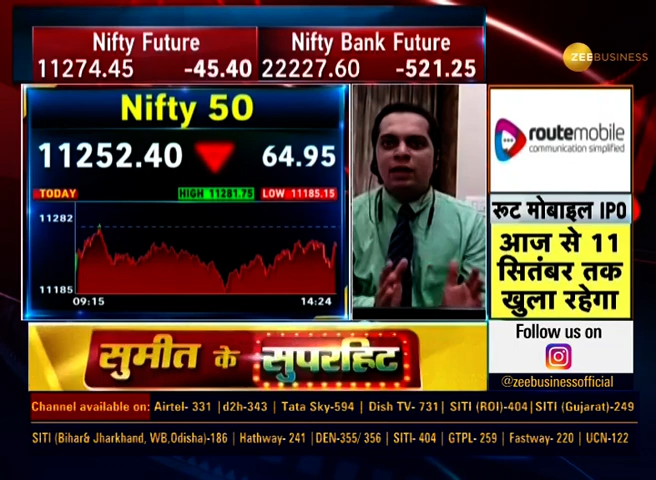 Nifty Future
11274.45 -45.40
Nifty Bank Future
22227.60 -521.25
ZEEBUSINESS
Nifty 50
11252.40 64.95
TODAY HIGH 11281.75 LOW 11185.15
11282
11185
09:15 14:24
routemobile
communication simplified
रूट मोबाइल IPO
आज से 11
सितंबर तक
खुला रहेगा
सुमीत के सुपरहिट
Follow us on
@zeebusinessofficial
Channel available on: Airtel- 331 | d2h-343 | Tata Sky-594 | Dish TV- 731 | SITI (ROI)-404 | SITI (Gujarat)-249
SITI (Bihar& Jharkhand, WB,Odisha)-186 | Hathway- 241 | DEN-355/ 356 | SITI- 404 | GTPL- 259 | Fastway- 220 | UCN-122